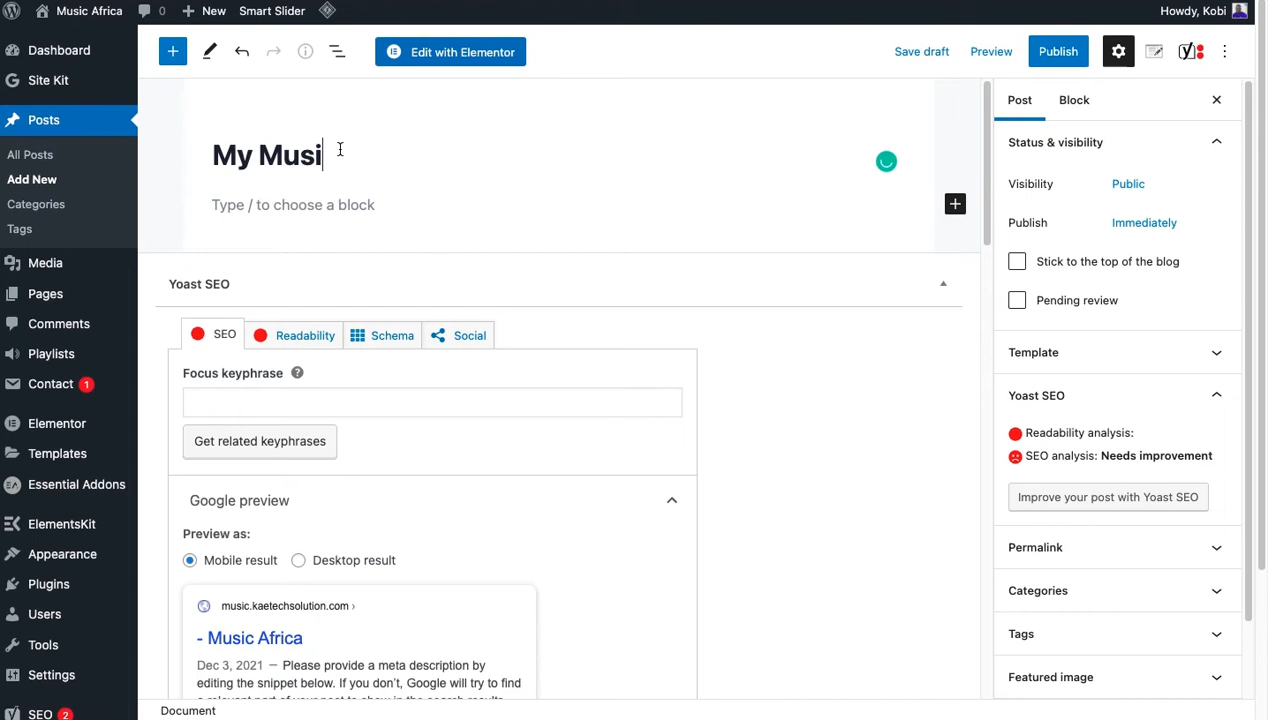 Music Africa
0
New
Smart Slider
Howdy, Kobi
Dashboard
Site Kit
Posts
All Posts
Add New
Categories
Tags
Media
Pages
Comments
Playlists
Contact 1
Elementor
Templates
Essential Addons
ElementsKit
Appearance
Plugins
Users
Tools
Settings
SEO 2
Edit with Elementor
Save draft
Preview
Publish
My Musi
Type / to choose a block
Yoast SEO
SEO
Readability
Schema
Social
Focus keyphrase
Get related keyphrases
Google preview
Preview as:
Mobile result
Desktop result
music.kaetechsolution.com ›
- Music Africa
Dec 3, 2021 — Please provide a meta description by
editing the snippet below. If you don't, Google will try to find
a relevant part of your post to show in the search results.
Document
Post
Block
Status & visibility
Visibility
Public
Publish
Immediately
Stick to the top of the blog
Pending review
Template
Yoast SEO
Readability analysis:
SEO analysis: Needs improvement
Improve your post with Yoast SEO
Permalink
Categories
Tags
Featured image